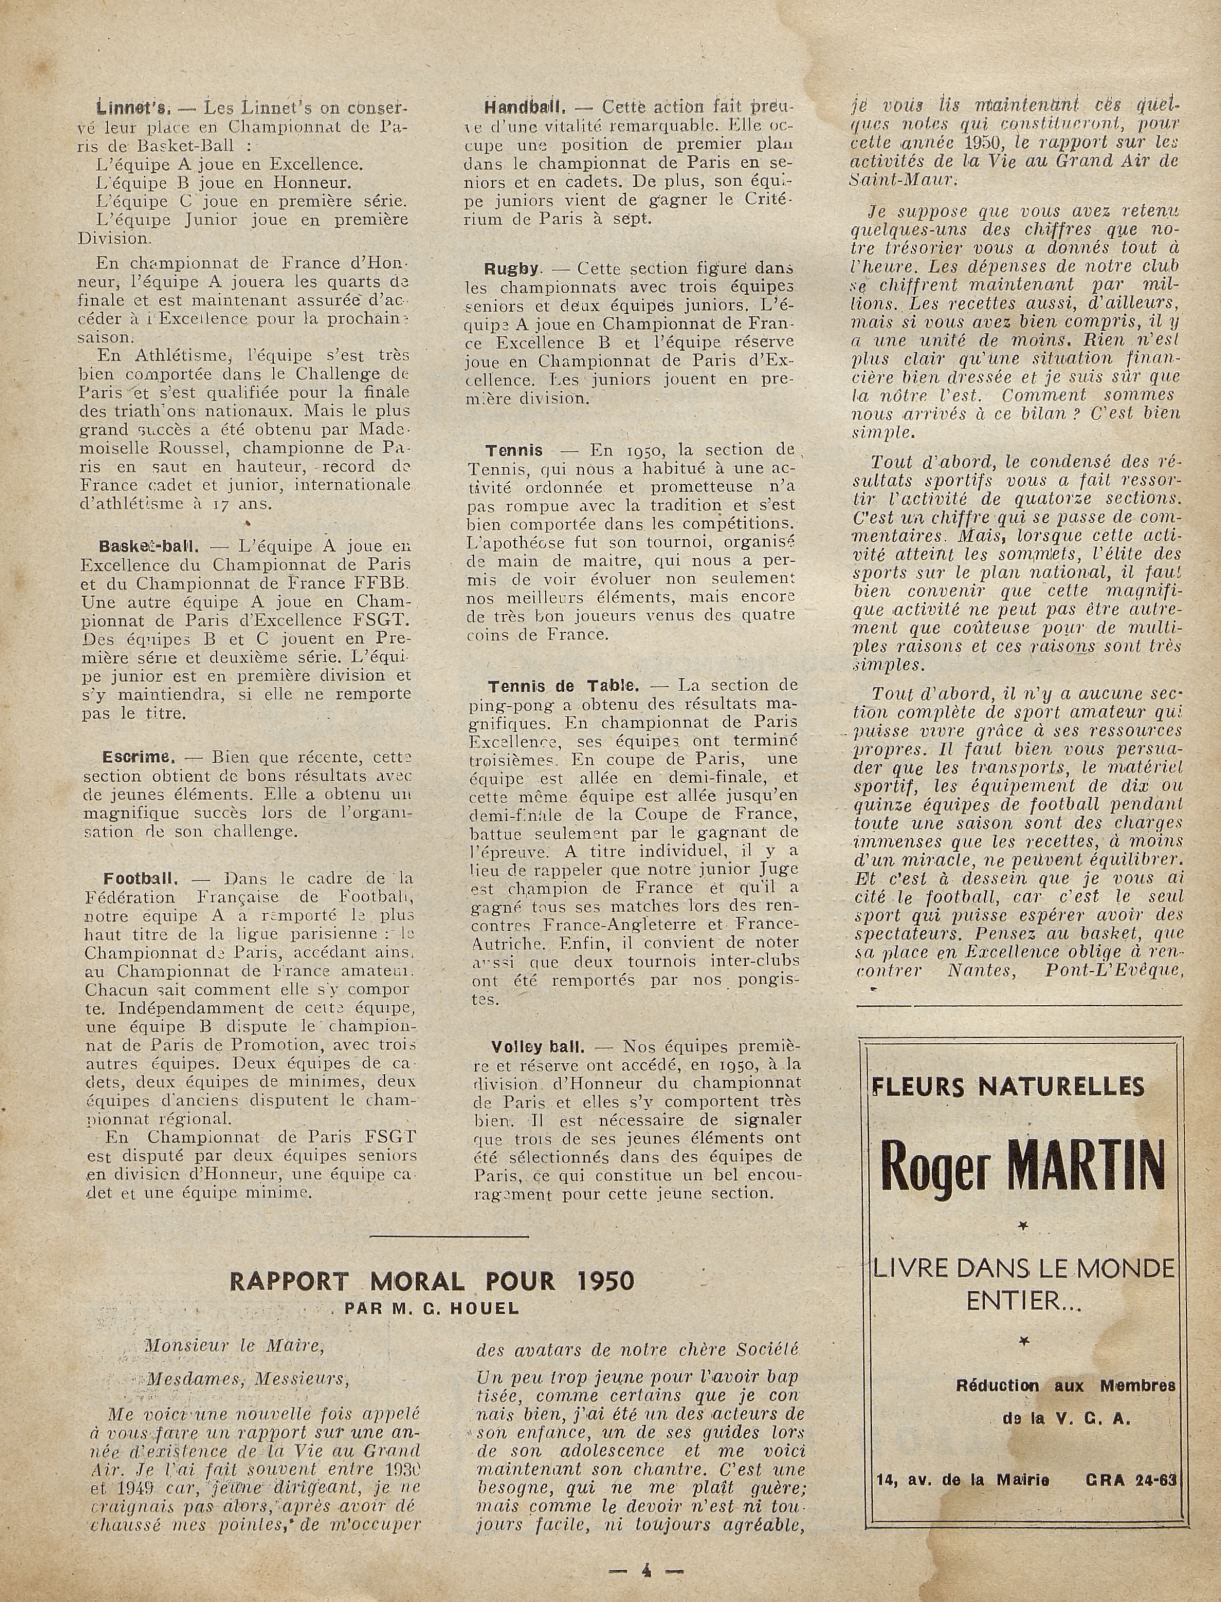 Linnet's. — Les Linnet's on conser-
vé leur place en Championnat de Pa-
ris de Basket-Ball :
L'équipe A joue en Excellence.
L'équipe B joue en Honneur.
L'équipe C joue en première série.
L'équipe Junior joue en première
Division.
En championnat de France d'Hon-
neur, l'équipe A jouera les quarts de
finale et est maintenant assurée d'ac-
céder à l'Excellence pour la prochaine
saison.
En Athlétisme, l'équipe s'est très
bien comportée dans le Challenge de
Paris et s'est qualifiée pour la finale
des triathlons nationaux. Mais le plus
grand succès a été obtenu par Made-
moiselle Roussel, championne de Pa-
ris en saut en hauteur, record de
France cadet et junior, internationale
d'athlétisme à 17 ans.
Basket-ball. — L'équipe A joue en
Excellence du Championnat de Paris
et du Championnat de France FFBB.
Une autre équipe A joue en Cham-
pionnat de Paris d'Excellence FSGT.
Des équipes B et C jouent en Pre-
mière série et deuxième série. L'équi-
pe junior est en première division et
s'y maintiendra, si elle ne remporte
pas le titre.
Escrime. — Bien que récente, cette
section obtient de bons résultats avec
de jeunes éléments. Elle a obtenu un
magnifique succès lors de l'organi-
sation de son challenge.
Football. — Dans le cadre de la
Fédération Française de Football,
notre équipe A a remporté le plus
haut titre de la ligue parisienne : le
Championnat de Paris, accédant ainsi
au Championnat de France amateur.
Chacun sait comment elle s'y compor
te. Indépendamment de cette équipe,
une équipe B dispute le champion-
nat de Paris de Promotion, avec trois
autres équipes. Deux équipes de ca-
dets, deux équipes de minimes, deux
équipes d'anciens disputent le cham-
pionnat régional.
En Championnat de Paris FSGT
est disputé par deux équipes seniors
en division d'Honneur, une équipe ca-
det et une équipe minime.
Handball. — Cette action fait preu-
ve d'une vitalité remarquable. Elle oc-
cupe une position de premier plan
dans le championnat de Paris en se-
niors et en cadets. De plus, son équi-
pe juniors vient de gagner le Crité-
rium de Paris à sept.
Rugby. — Cette section figure dans
les championnats avec trois équipes
seniors et deux équipes juniors. L'é-
quipe A joue en Championnat de Fran-
ce Excellence B et l'équipe réserve
joue en Championnat de Paris d'Ex-
cellence. Les juniors jouent en pre-
mière division.
Tennis — En 1950, la section de
Tennis, qui nous a habitué à une ac-
tivité ordonnée et prometteuse n'a
pas rompue avec la tradition et s'est
bien comportée dans les compétitions.
L'apothéose fut son tournoi, organisé
de main de maitre, qui nous a per-
mis de voir évoluer non seulement
nos meilleurs éléments, mais encore
de très bon joueurs venus des quatre
coins de France.
Tennis de Table. — La section de
ping-pong a obtenu des résultats ma-
gnifiques. En championnat de Paris
Excellence, ses équipes ont terminé
troisièmes. En coupe de Paris, une
équipe est allée en demi-finale, et
cette même équipe est allée jusqu'en
demi-finale de la Coupe de France,
battue seulement par le gagnant de
l'épreuve. A titre individuel, il y a
lieu de rappeler que notre junior Juge
est champion de France et qu'il a
gagné tous ses matches lors des ren-
contres France-Angleterre et France-
Autriche. Enfin, il convient de noter
aussi que deux tournois inter-clubs
ont été remportés par nos pongis-
tes.
Volley ball. — Nos équipes premiè-
re et réserve ont accédé, en 1950, à la
division d'Honneur du championnat
de Paris et elles s'y comportent très
bien. Il est nécessaire de signaler
que trois de ses jeunes éléments ont
été sélectionnés dans des équipes de
Paris, ce qui constitue un bel encou-
ragement pour cette jeune section.
RAPPORT MORAL POUR 1950
PAR M. G. HOUEL
Monsieur le Maire,
Mesdames, Messieurs,
Me voici une nouvelle fois appelé
à vous faire un rapport sur une an-
née d'existence de la Vie au Grand
Air. Je l'ai fait souvent entre 1930
et 1949 car, jeune dirigeant, je ne
craignais pas alors, après avoir dé
chaussé mes pointes, de m'occuper
des avatars de notre chère Société
Un peu trop jeune pour l'avoir bap
tisée, comme certains que je con
nais bien, j'ai été un des acteurs de
son enfance, un de ses guides lors
de son adolescence et me voici
maintenant son chantre. C'est une
besogne, qui ne me plaît guère;
mais comme le devoir n'est ni tou-
jours facile, ni toujours agréable,
je vous lis maintenant ces quel-
ques notes qui constitueront, pour
cette année 1950, le rapport sur les
activités de la Vie au Grand Air de
Saint-Maur.
Je suppose que vous avez retenu
quelques-uns des chiffres que no-
tre trésorier vous a donnés tout à
l'heure. Les dépenses de notre club
se chiffrent maintenant par mil-
lions. Les recettes aussi, d'ailleurs,
mais si vous avez bien compris, il y
a une unité de moins. Rien n'est
plus clair qu'une situation finan-
cière bien dressée et je suis sûr que
la nôtre l'est. Comment sommes
nous arrivés à ce bilan ? C'est bien
simple.
Tout d'abord, le condensé des ré-
sultats sportifs vous a fait ressor-
tir l'activité de quatorze sections.
C'est un chiffre qui se passe de com-
mentaires. Mais, lorsque cette acti-
vité atteint les sommets, l'élite des
sports sur le plan national, il faut
bien convenir que cette magnifi-
que activité ne peut pas être autre-
ment que coûteuse pour de multi-
ples raisons et ces raisons sont très
simples.
Tout d'abord, il n'y a aucune sec-
tion complète de sport amateur qui
puisse vivre grâce à ses ressources
propres. Il faut bien vous persua-
der que les transports, le matériel
sportif, les équipement de dix ou
quinze équipes de football pendant
toute une saison sont des charges
immenses que les recettes, à moins
d'un miracle, ne peuvent équilibrer.
Et c'est à dessein que je vous ai
cité le football, car c'est le seul
sport qui puisse espérer avoir des
spectateurs. Pensez au basket, que
sa place en Excellence oblige à ren-
contrer Nantes, Pont-L'Evêque,
FLEURS NATURELLES
Roger MARTIN
LIVRE DANS LE MONDE
ENTIER...
Réduction aux Membres
de la V. G. A.
14, av. de la Mairie GRA 24-63
— 4 —